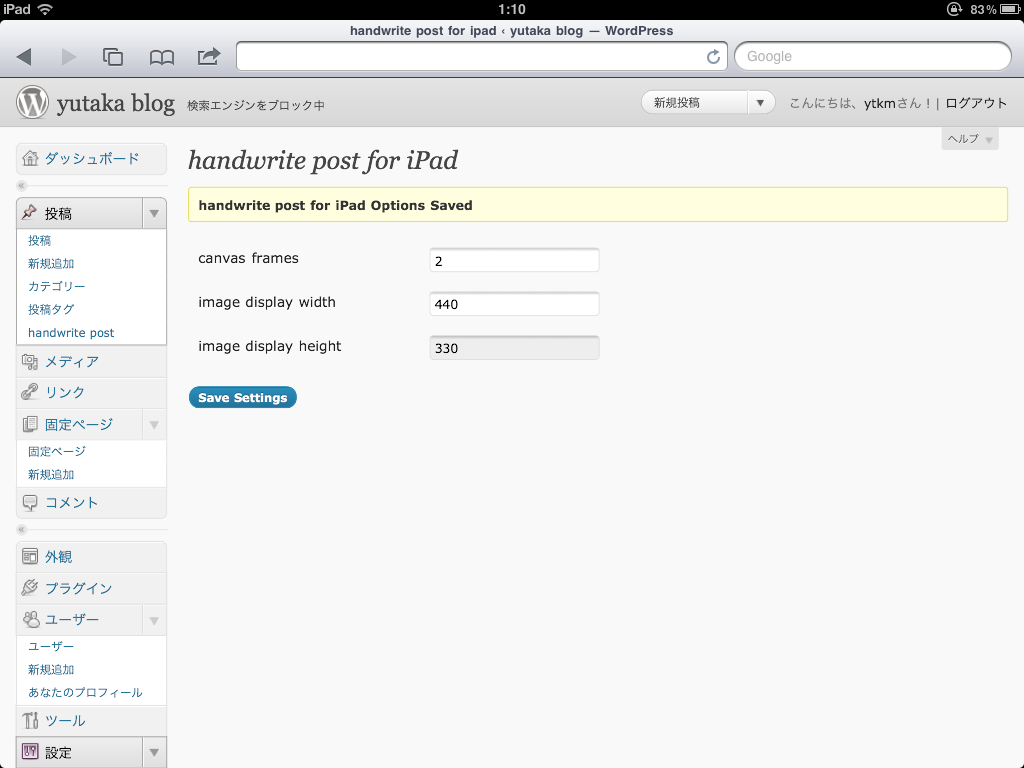 iPad 1:10 83%
handwrite post for ipad ‹ yutaka blog — WordPress
Google
yutaka blog 検索エンジンをブロック中 新規投稿 こんにちは、ytkmさん！ | ログアウト
ヘルプ
ダッシュボード
handwrite post for iPad
handwrite post for iPad Options Saved
投稿
投稿
新規追加
カテゴリー
投稿タグ
handwrite post
canvas frames 2
image display width 440
image display height 330
Save Settings
メディア
リンク
固定ページ
固定ページ
新規追加
コメント
外観
プラグイン
ユーザー
ユーザー
新規追加
あなたのプロフィール
ツール
設定